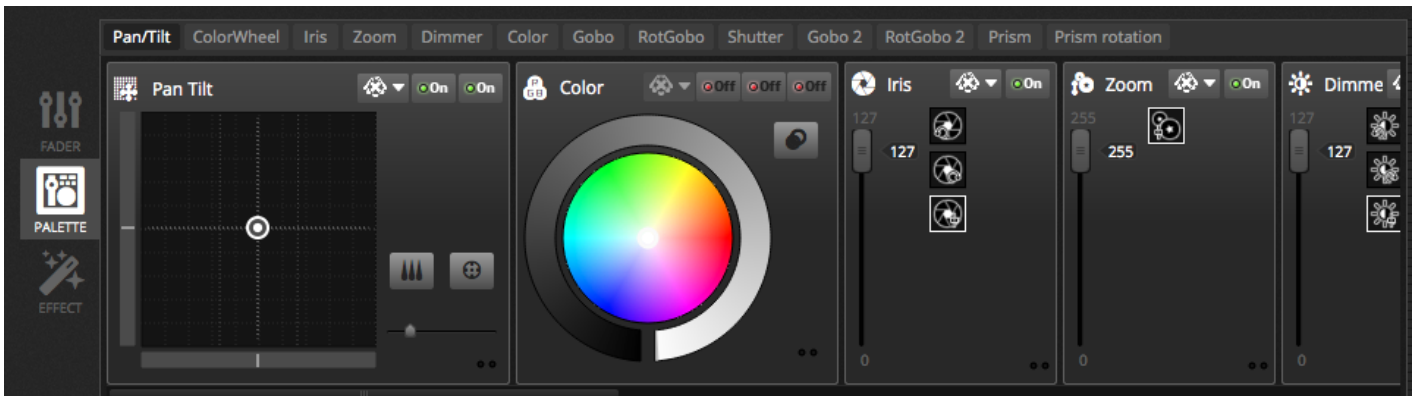 Pan/Tilt ColorWheel Iris Zoom Dimmer Color Gobo RotGobo Shutter Gobo 2 RotGobo 2 Prism Prism rotation
FADER
PALETTE
EFFECT
Pan Tilt On On
RGB Color Off Off Off
Iris On
127
127
0
Zoom On
255
255
0
Dimme
127
127
0